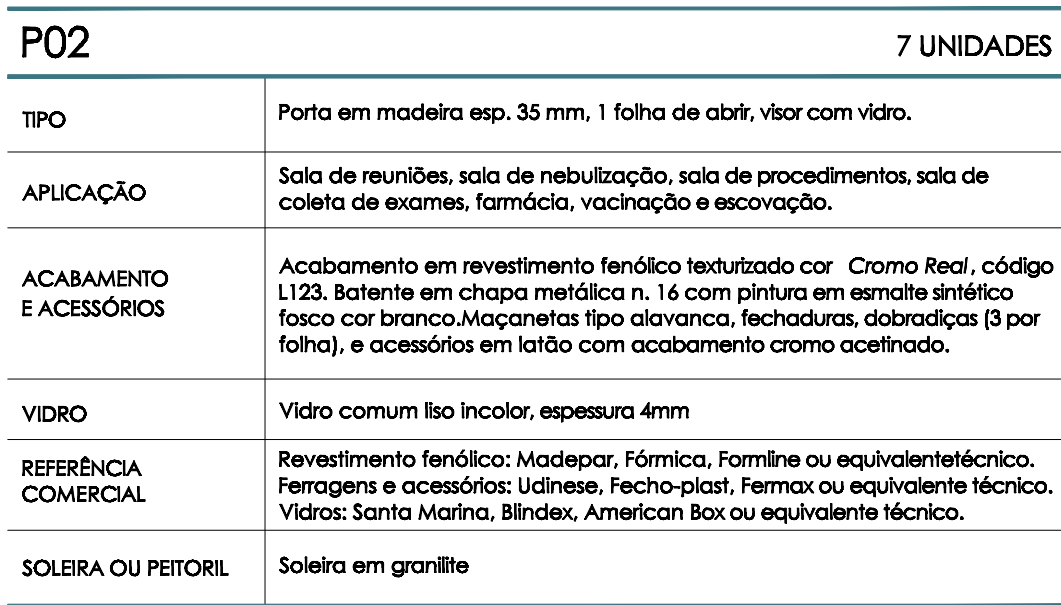 P02
7 UNIDADES
TIPO
Porta em madeira esp. 35 mm, 1 folha de abrir, visor com vidro.
APLICAÇÃO
Sala de reuniões, sala de nebulização, sala de procedimentos, sala de
coleta de exames, farmácia, vacinação e escovação.
ACABAMENTO
E ACESSÓRIOS
Acabamento em revestimento fenólico texturizado cor Cromo Real, código
L123. Batente em chapa metálica n. 16 com pintura em esmalte sintético
fosco cor branco.Maçanetas tipo alavanca, fechaduras, dobradiças (3 por
folha), e acessórios em latão com acabamento cromo acetinado.
VIDRO
Vidro comum liso incolor, espessura 4mm
REFERÊNCIA
COMERCIAL
Revestimento fenólico: Madepar, Fórmica, Formline ou equivalentetécnico.
Ferragens e acessórios: Udinese, Fecho-plast, Fermax ou equivalente técnico.
Vidros: Santa Marina, Blindex, American Box ou equivalente técnico.
SOLEIRA OU PEITORIL
Soleira em granilite